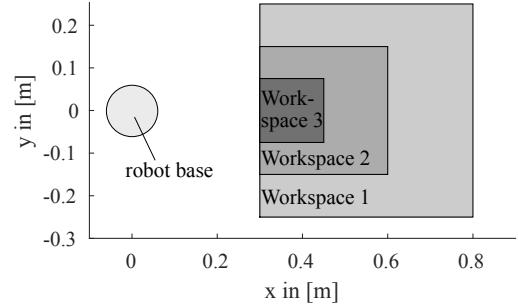 y in [m]
0.2
0.1
0
-0.1
-0.2
-0.3
Work-
space 3
Workspace 2
Workspace 1
robot base
0
0.2
0.4
0.6
0.8
x in [m]